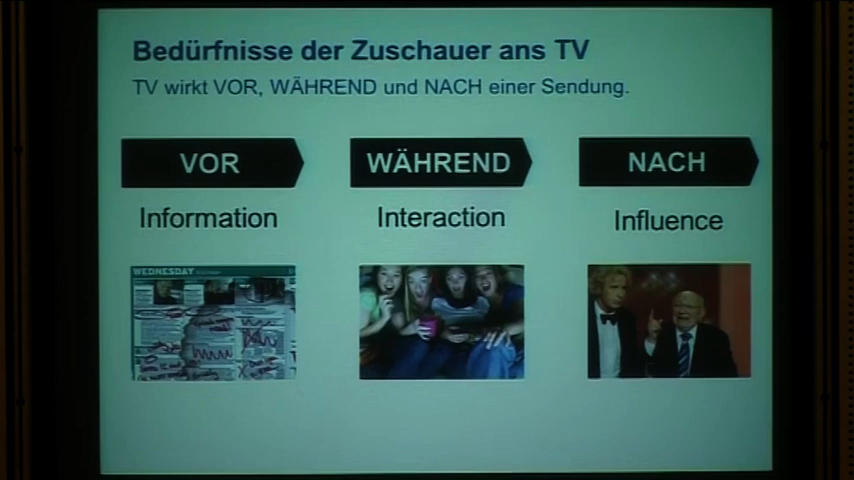 Bedürfnisse der Zuschauer ans TV
TV wirkt VOR, WÄHREND und NACH einer Sendung.
VOR
WÄHREND
NACH
Information
Interaction
Influence
WEDNESDAY